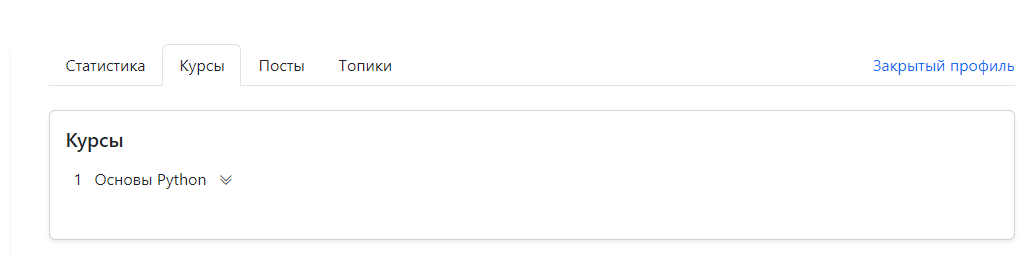 Статистика Курсы Посты Топики Закрытый профиль
Курсы
1 Основы Python